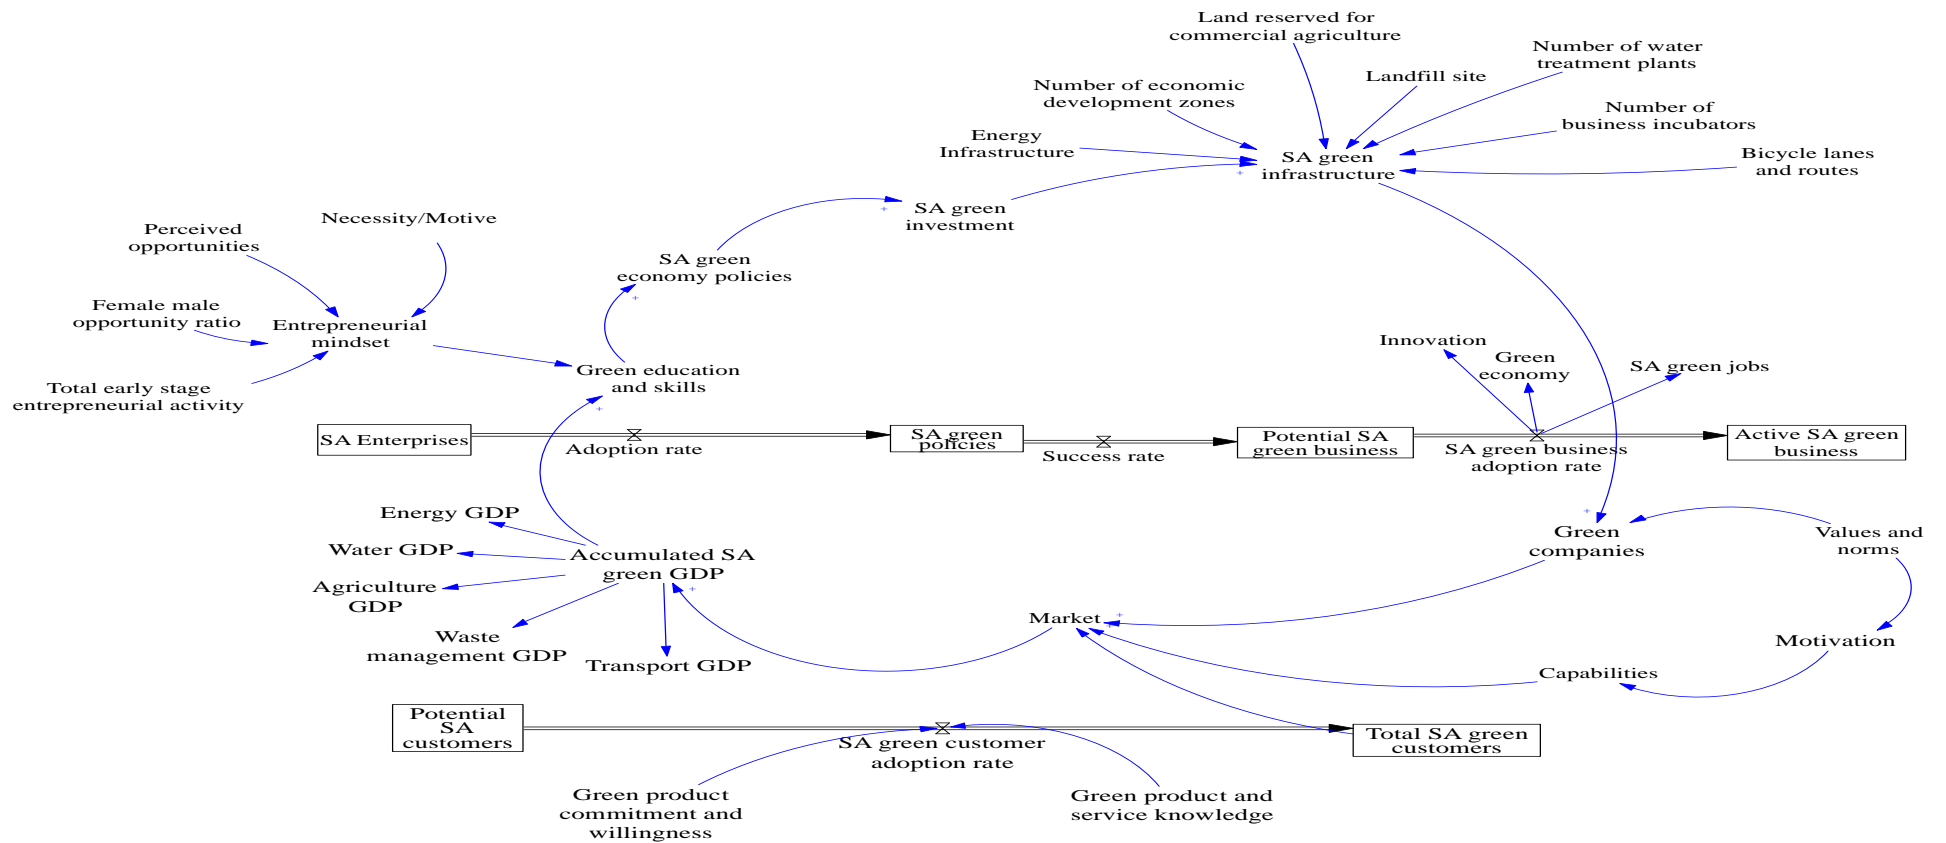 Land reserved for
commercial agriculture
Number of water
treatment plants
Landfill site
Number of economic
development zones
Number of
business incubators
Energy
Infrastructure
SA green
infrastructure
Bicycle lanes
and routes
+
SA green
investment
+
Necessity/Motive
Perceived
opportunities
SA green
economy policies
+
Female male
opportunity ratio
Entrepreneurial
mindset
Innovation
Green
economy
SA green jobs
Green education
and skills
+
Total early stage
entrepreneurial activity
SA Enterprises
Adoption rate
SA green
policies
Success rate
Potential SA
green business
SA green business
adoption rate
Active SA green
business
Energy GDP
+
Green
companies
Values and
norms
Water GDP
Accumulated SA
green GDP
+
Agriculture
GDP
Market
+
+
Waste
management GDP
Transport GDP
Motivation
Capabilities
Potential
SA
customers
SA green customer
adoption rate
Total SA green
customers
Green product
commitment and
willingness
Green product and
service knowledge